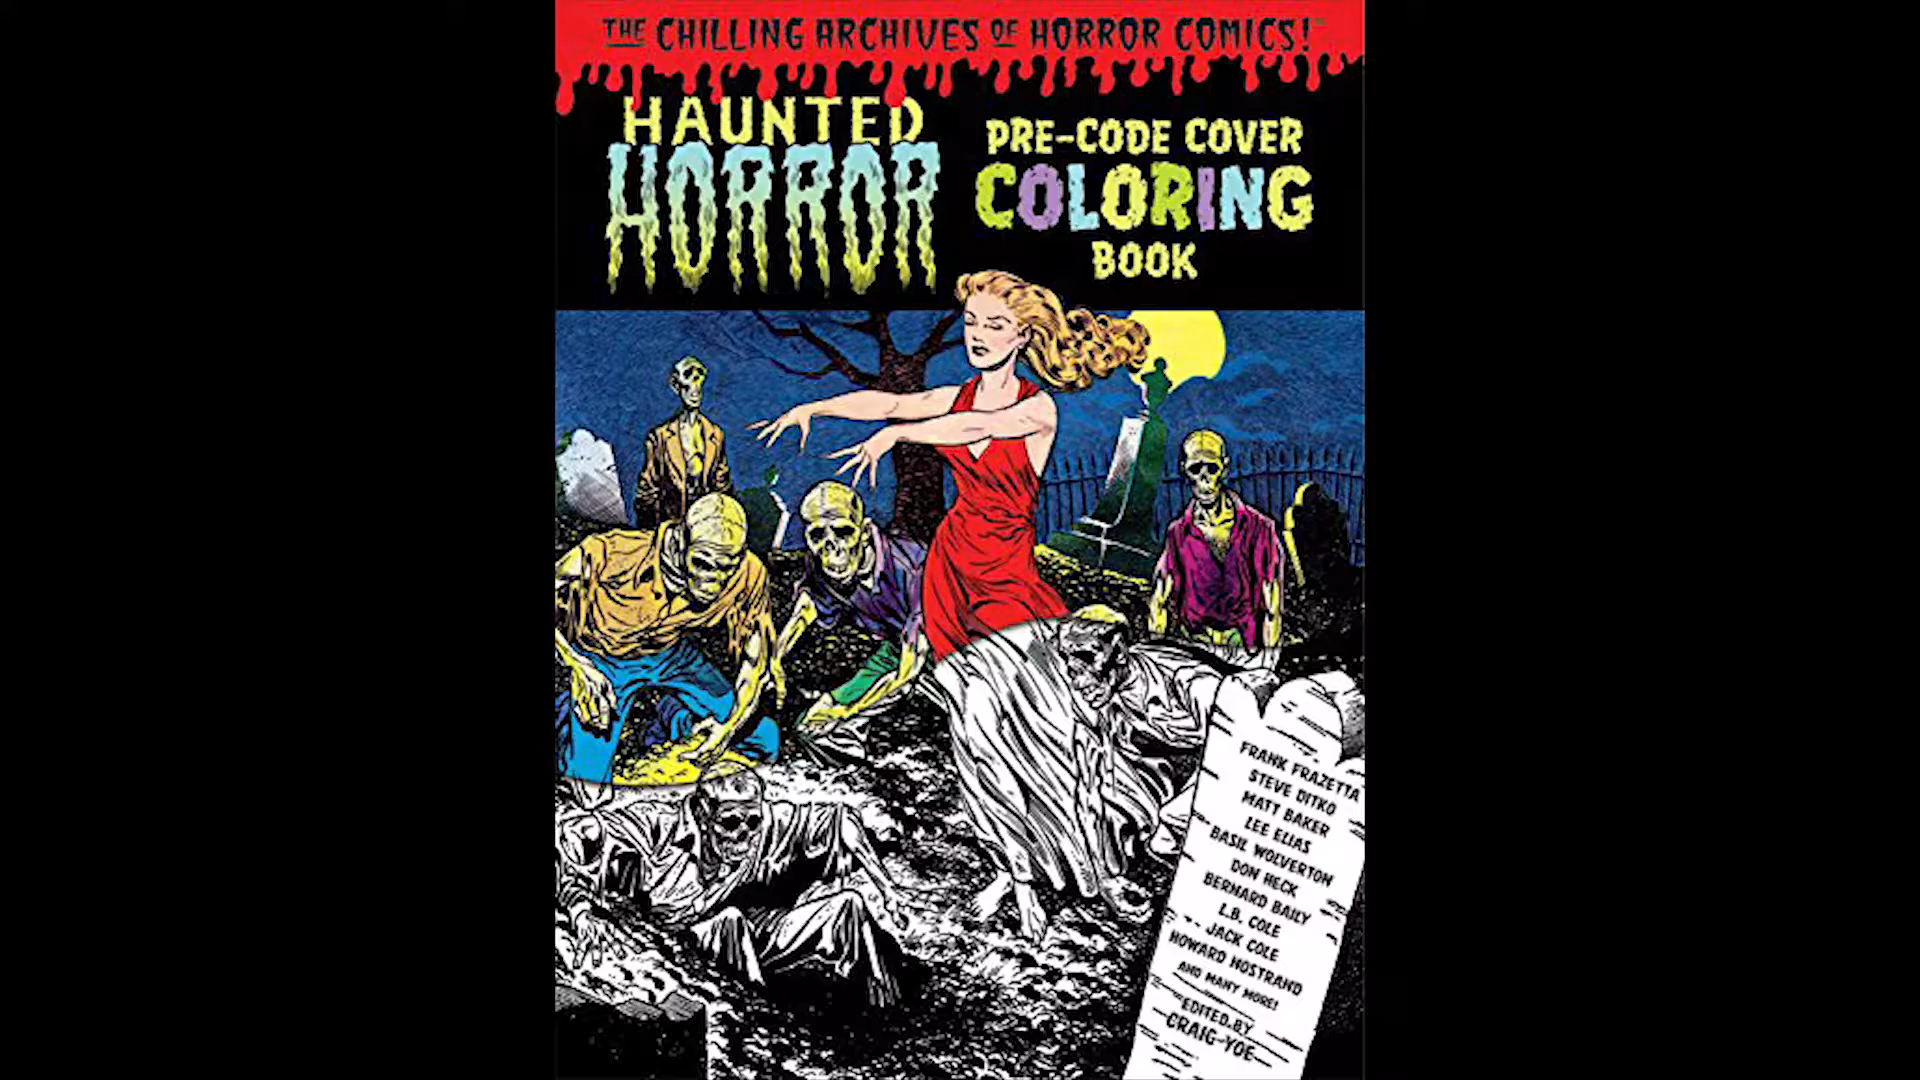 THE CHILLING ARCHIVES OF HORROR COMICS!™
HAUNTED
HORROR
PRE-CODE COVER
COLORING
BOOK
FRANK FRAZETTA
STEVE DITKO
MATT BAKER
LEE ELIAS
BASIL WOLVERTON
DON HECK
BERNARD BAILY
L.B. COLE
JACK COLE
HOWARD NOSTRAND
AND MANY MORE!
EDITED BY
CRAIG YOE